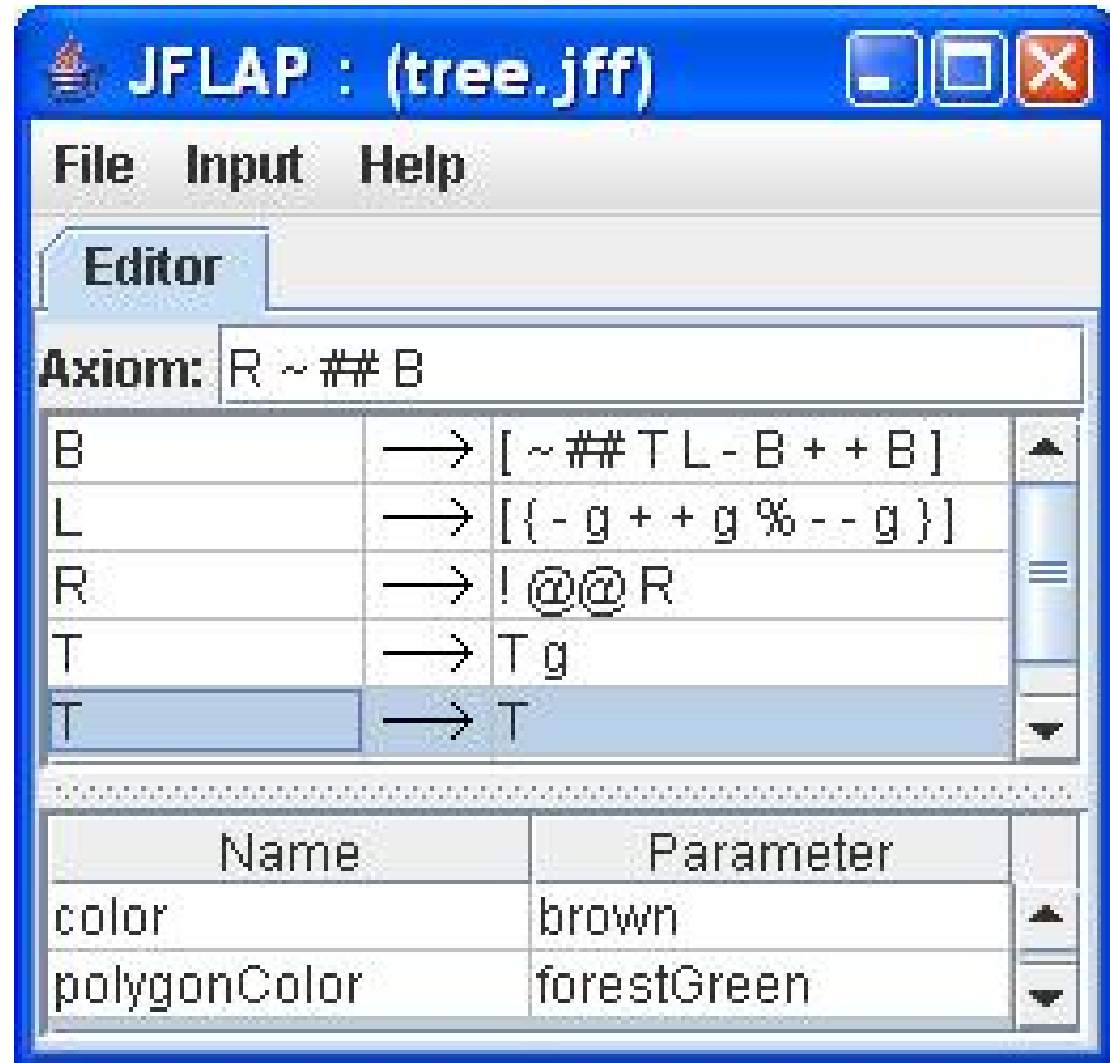 JFLAP : (tree.jff)
File Input Help
Editor
Axiom: R ~ ## B
B → [ ~ ## T L - B + + B ]
L → [ { - g + + g % - - g } ]
R → ! @@ R
T → T g
T → T
Name Parameter
color brown
polygonColor forestGreen